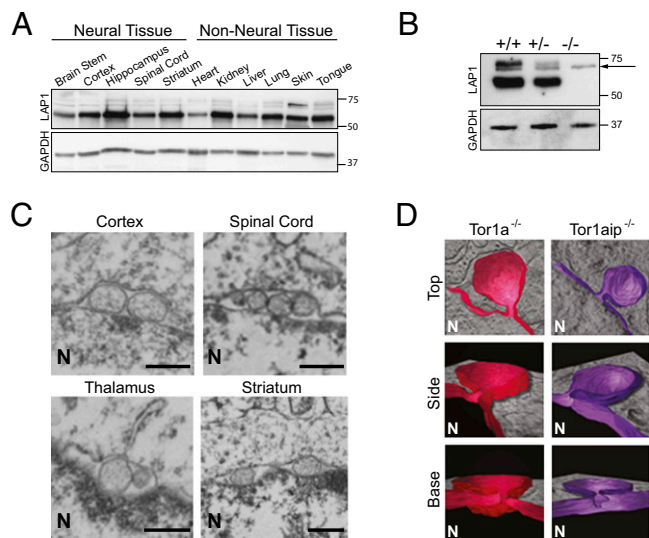 A
Neural Tissue
Non-Neural Tissue
Brain Stem
Cortex
Hippocampus
Spinal Cord
Striatum
Heart
Kidney
Liver
Lung
Skin
Tongue
LAP1
75
50
GAPDH
37
B
+/+ +/- -/-
LAP1
75
50
GAPDH
37
C
Cortex
Spinal Cord
N
N
Thalamus
Striatum
N
N
D
Tor1a -/-
Tor1aip -/-
Top
N
N
Side
N
N
Base
N
N